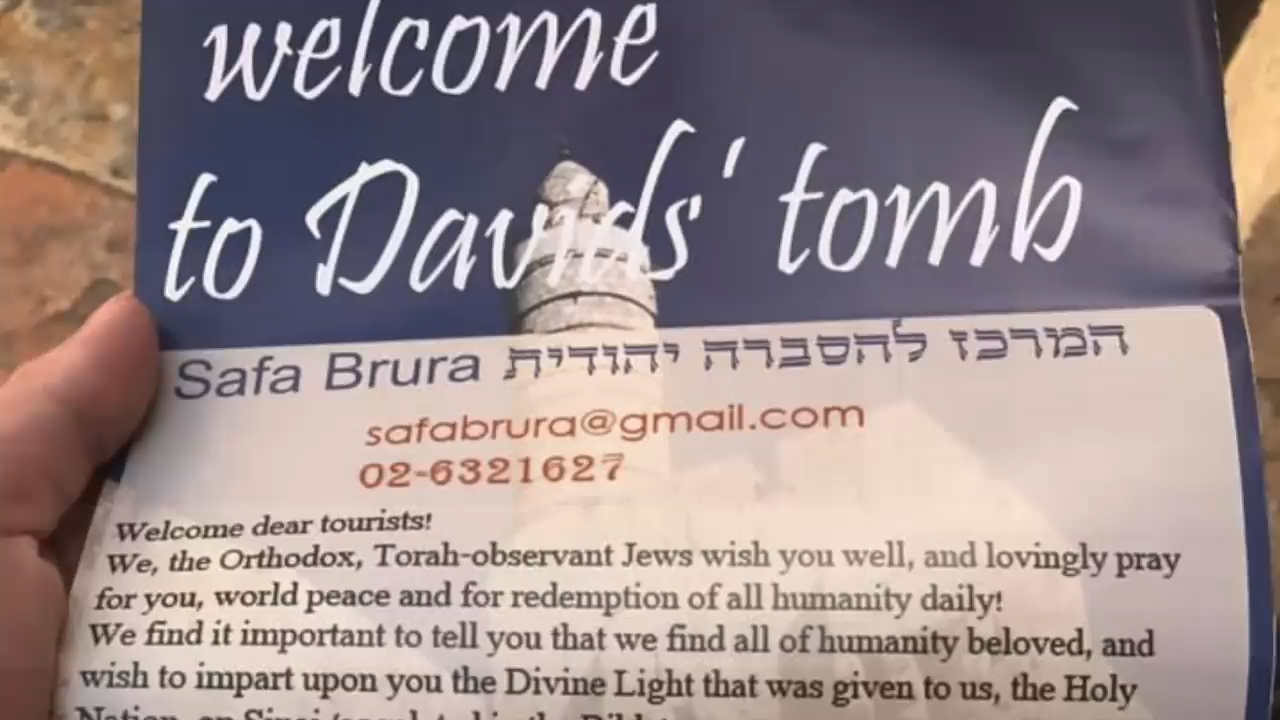 welcome
to Davids' tomb
Safa Brura המרכז להסברה יהודית
safabrura@gmail.com
02-6321627
Welcome dear tourists!
We, the Orthodox, Torah-observant Jews wish you well, and lovingly pray
for you, world peace and for redemption of all humanity daily!
We find it important to tell you that we find all of humanity beloved, and
wish to impart upon you the Divine Light that was given to us, the Holy